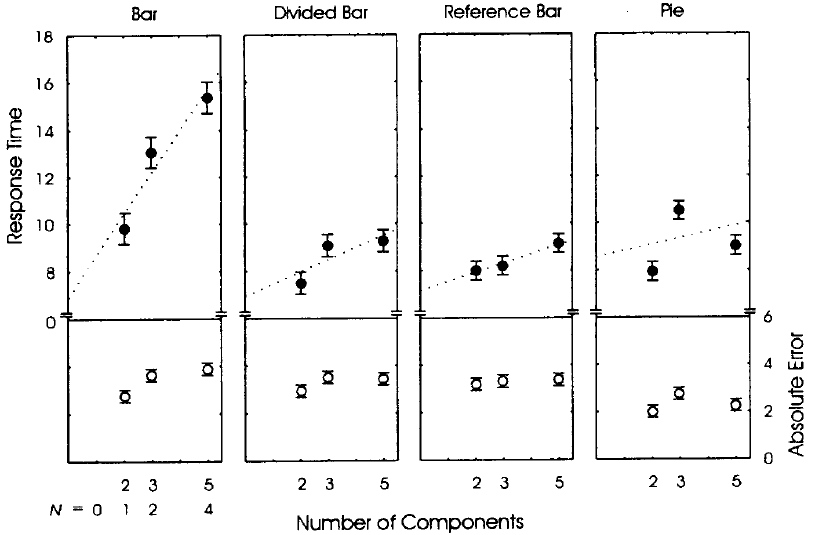 Bar Divided Bar Reference Bar Pie
18
16
14
12
10
8
0
Response Time
6
4
2
0
Absolute Error
2 3 5 2 3 5 2 3 5 2 3 5
N = 0 1 2 4
Number of Components